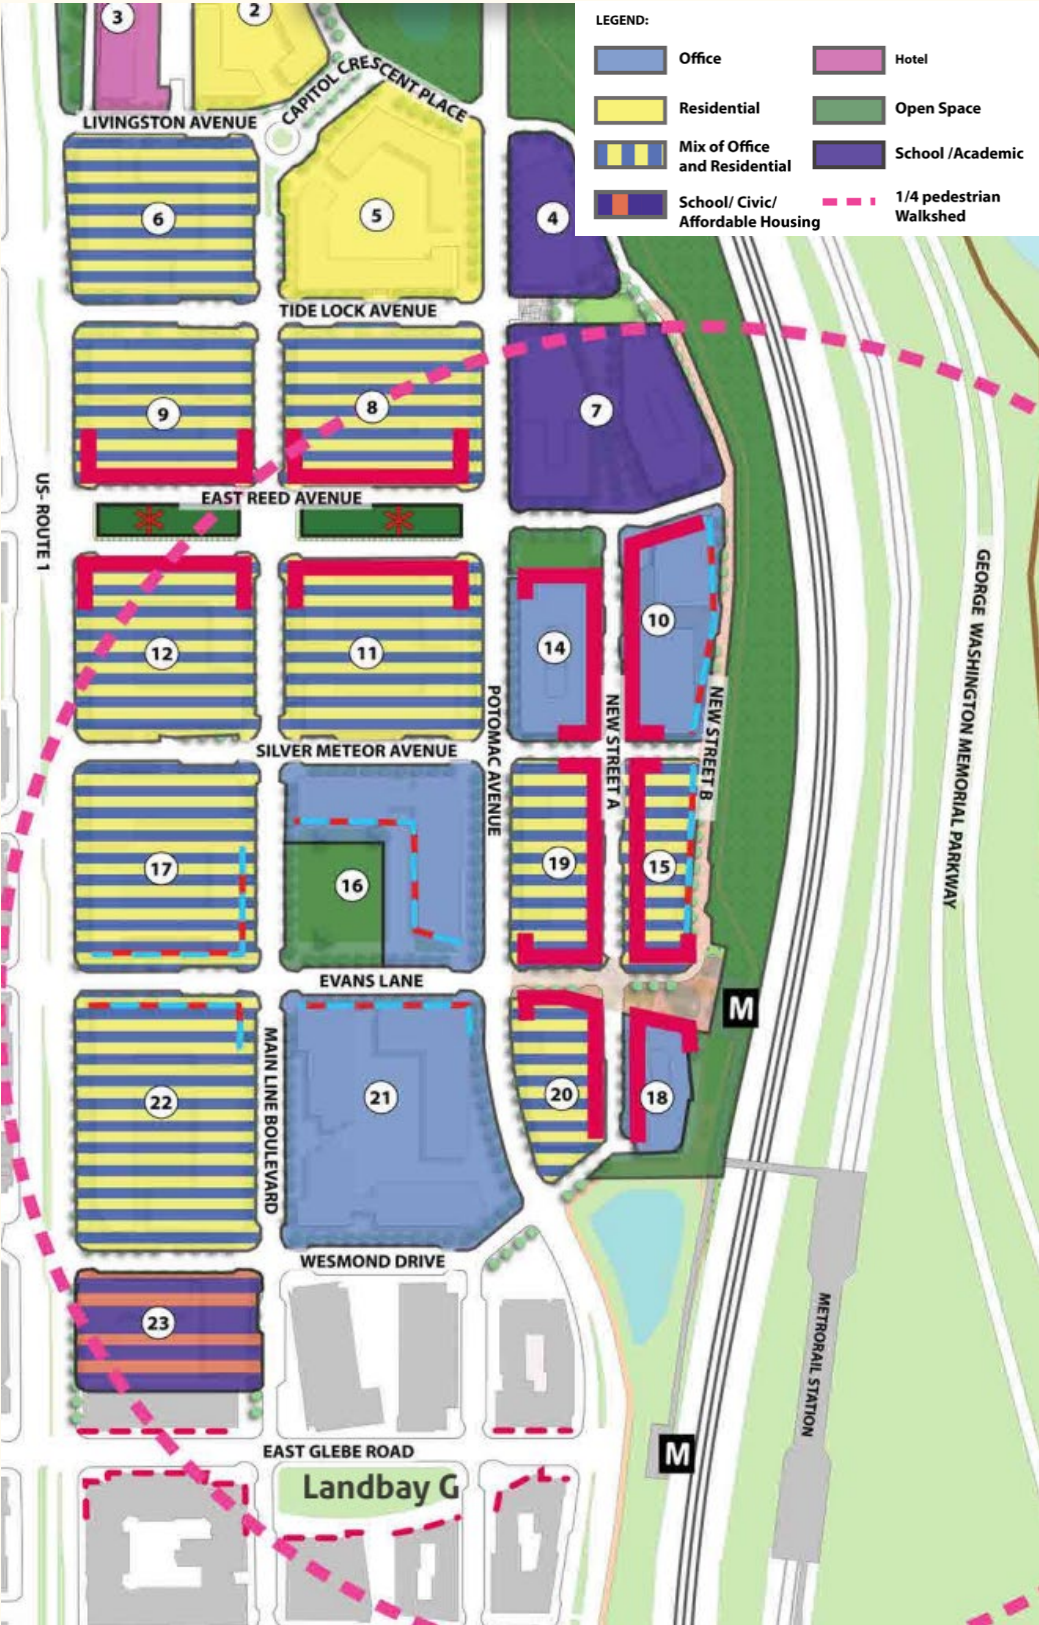 LEGEND:
Office
Hotel
Residential
Open Space
Mix of Office
and Residential
School /Academic
School/ Civic/
Affordable Housing
1/4 pedestrian
Walkshed
3
2
CAPITOL CRESCENT PLACE
LIVINGSTON AVENUE
6
5
4
TIDE LOCK AVENUE
9
8
7
US- ROUTE 1
EAST REED AVENUE
GEORGE WASHINGTON MEMORIAL PARKWAY
12
11
14
10
POTOMAC AVENUE
NEW STREET A
NEW STREET B
SILVER METEOR AVENUE
17
16
19
15
EVANS LANE
M
MAIN LINE BOULEVARD
22
21
20
18
WESMOND DRIVE
23
METRORAIL STATION
EAST GLEBE ROAD
M
Landbay G